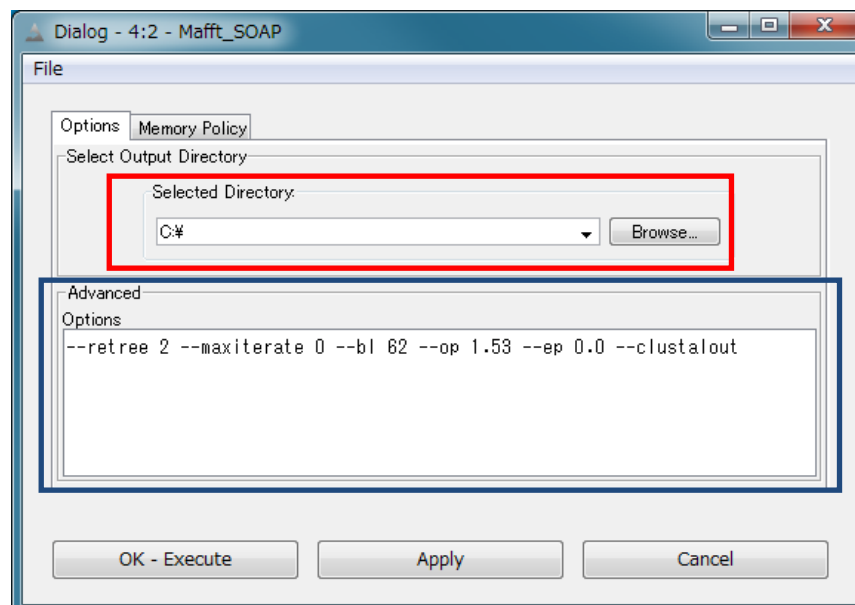 Dialog - 4:2 - Mafft_SOAP
File
Options
Memory Policy
Select Output Directory
Selected Directory:
C:¥
Browse...
Advanced
Options
--retree 2 --maxiterate 0 --bl 62 --op 1.53 --ep 0.0 --clustalout
OK - Execute
Apply
Cancel